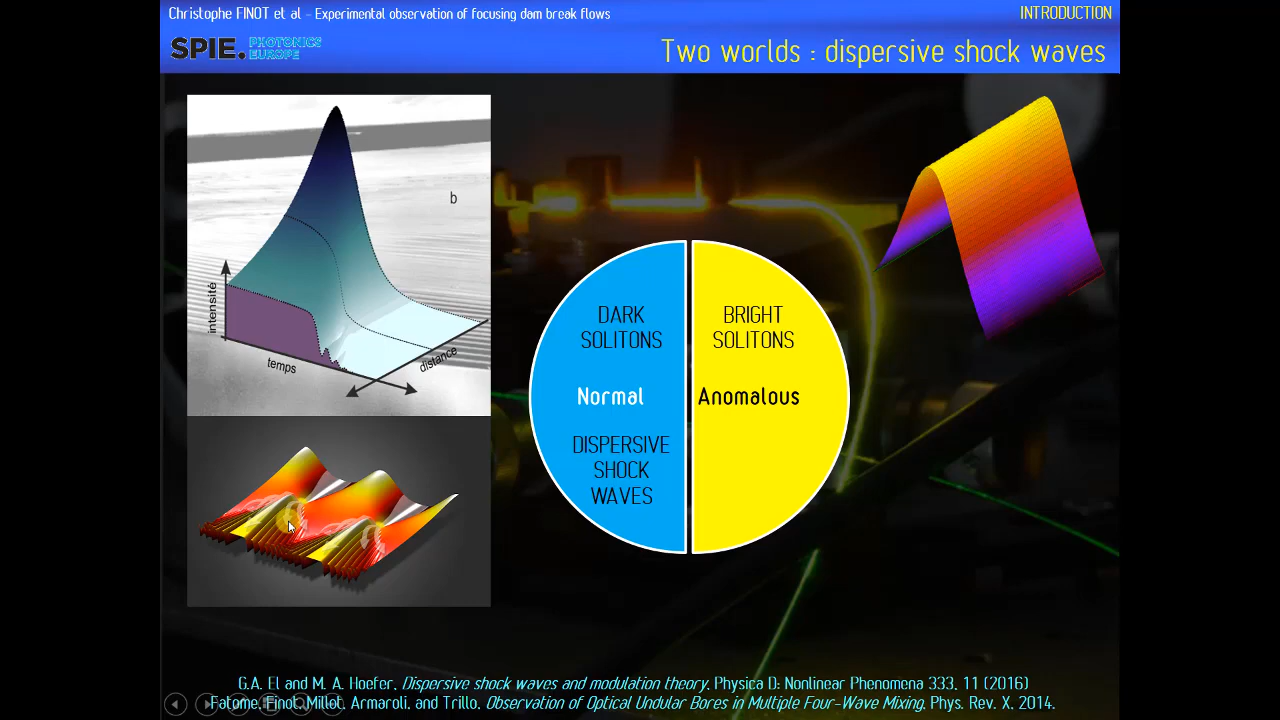 Christophe FINOT et al - Experimental observation of focusing dam break flows
INTRODUCTION
SPIE. PHOTONICS
EUROPE
Two worlds : dispersive shock waves
b
intensité
temps
distance
DARK
SOLITONS
Normal
DISPERSIVE
SHOCK
WAVES
BRIGHT
SOLITONS
Anomalous
G.A. El and M. A. Hoefer, Dispersive shock waves and modulation theory, Physica D: Nonlinear Phenomena 333, 11 (2016)
Fatome, Finot, Millot, Armaroli, and Trillo, Observation of Optical Undular Bores in Multiple Four-Wave Mixing, Phys. Rev. X, 2014.